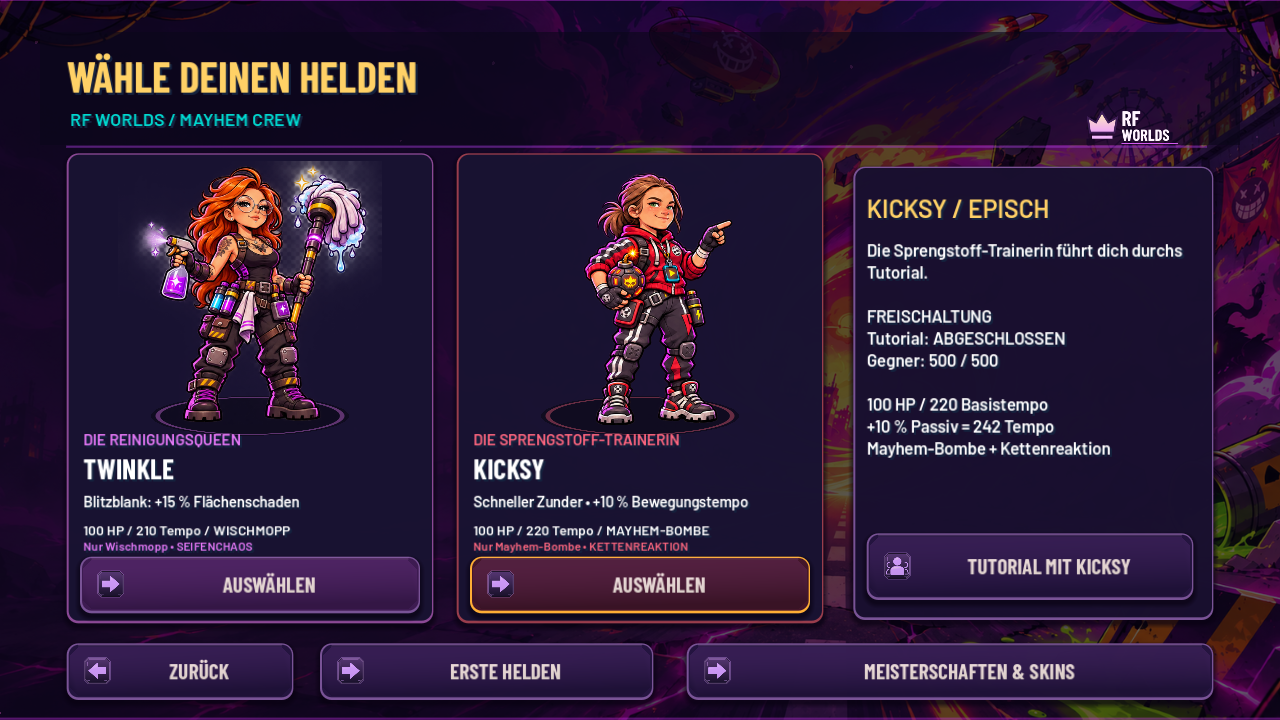 WÄHLE DEINEN HELDEN
RF WORLDS / MAYHEM CREW
RF
WORLDS
DIE REINIGUNGSQUEEN
TWINKLE
Blitzblank: +15 % Flächenschaden
100 HP / 210 Tempo / WISCHMOPP
Nur Wischmopp • SEIFENCHAOS
AUSWÄHLEN
DIE SPRENGSTOFF-TRAINERIN
KICKSY
Schneller Zunder • +10 % Bewegungstempo
100 HP / 220 Tempo / MAYHEM-BOMBE
Nur Mayhem-Bombe • KETTENREAKTION
AUSWÄHLEN
KICKSY / EPISCH
Die Sprengstoff-Trainerin führt dich durchs
Tutorial.
FREISCHALTUNG
Tutorial: ABGESCHLOSSEN
Gegner: 500 / 500
100 HP / 220 Basistempo
+10 % Passiv = 242 Tempo
Mayhem-Bombe + Kettenreaktion
TUTORIAL MIT KICKSY
ZURÜCK
ERSTE HELDEN
MEISTERSCHAFTEN & SKINS